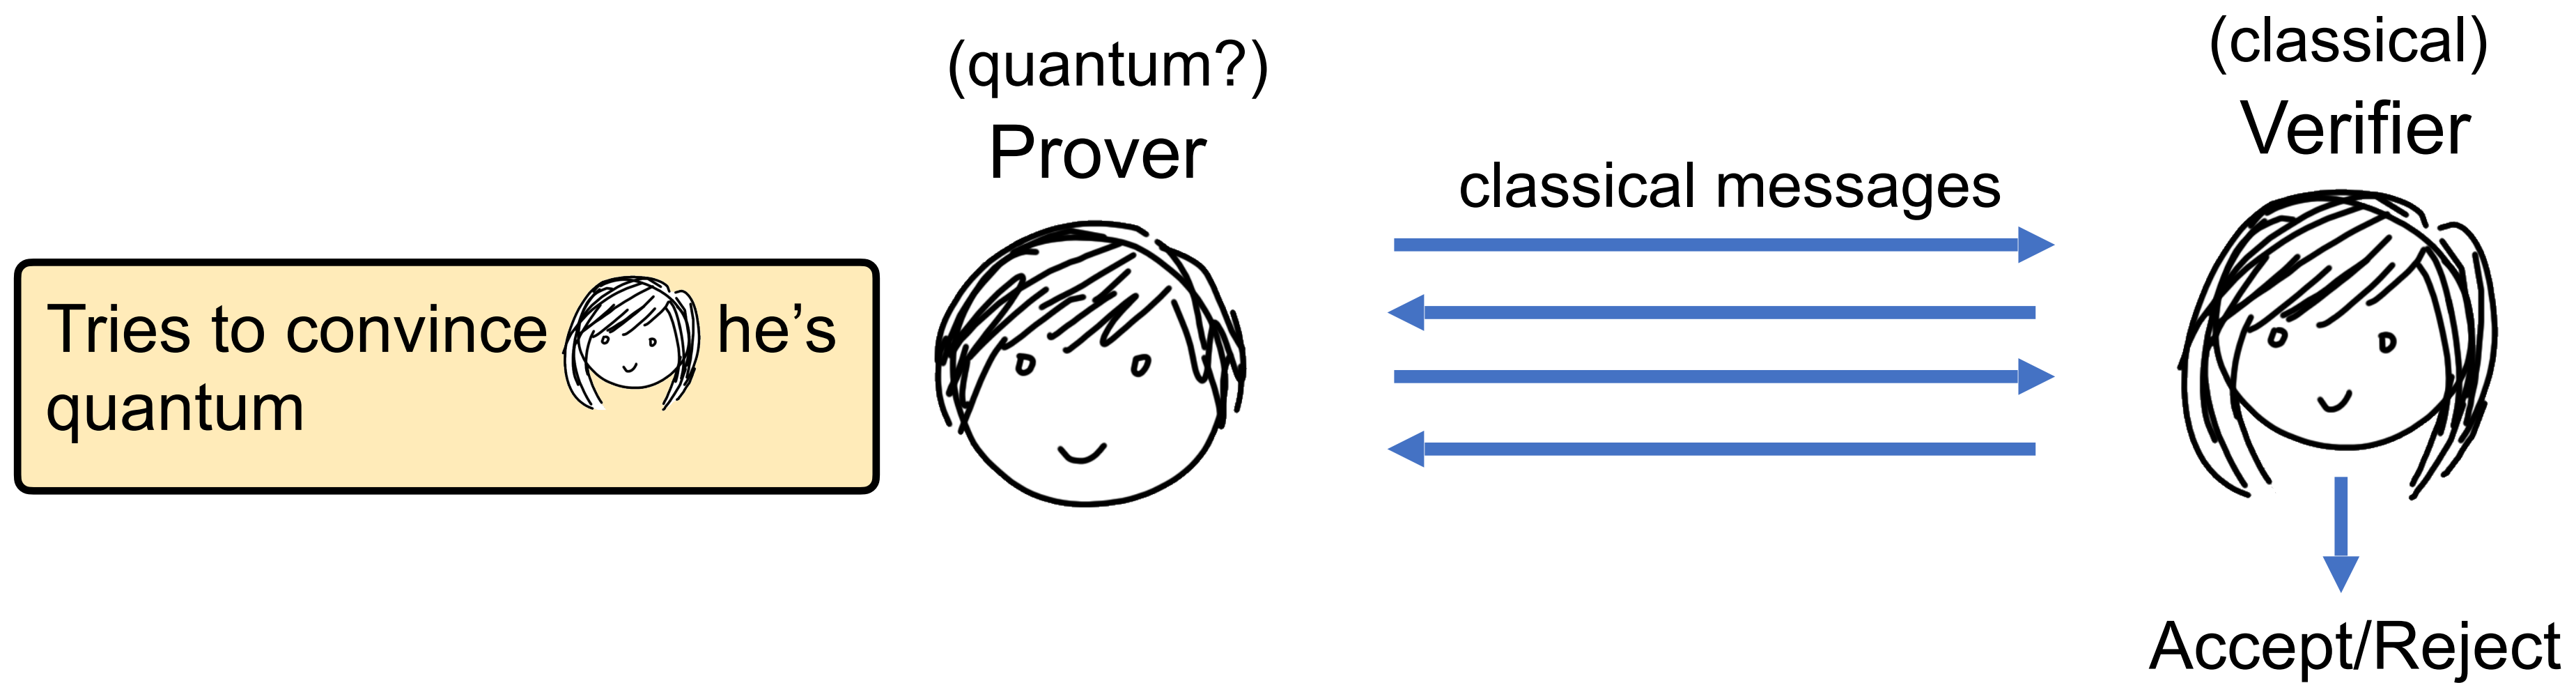 (quantum?)
Prover
(classical)
Verifier
classical messages
Tries to convince he’s
quantum
Accept/Reject